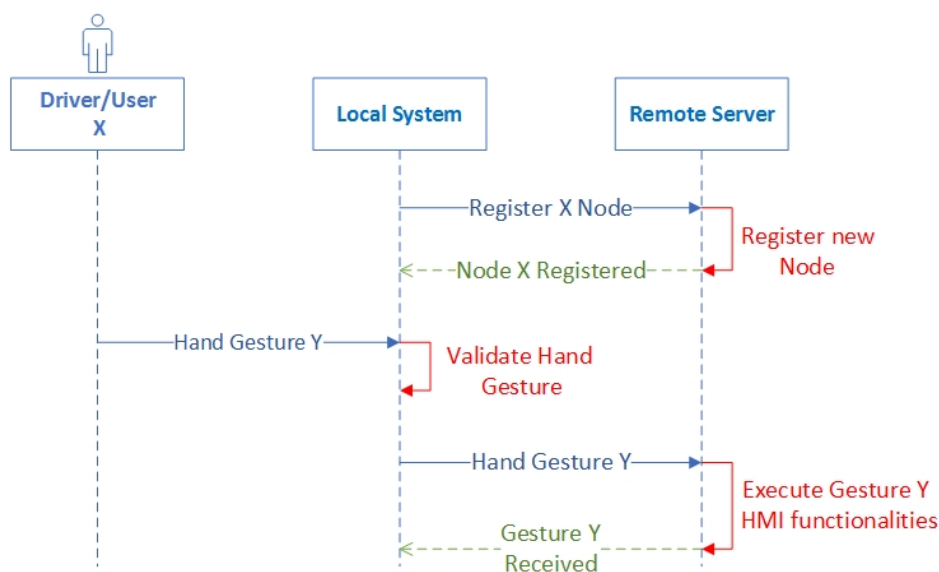 Driver/User
X
Local System
Remote Server
Register X Node
Register new
Node
Node X Registered
Hand Gesture Y
Validate Hand
Gesture
Hand Gesture Y
Execute Gesture Y
HMI functionalities
Gesture Y
Received